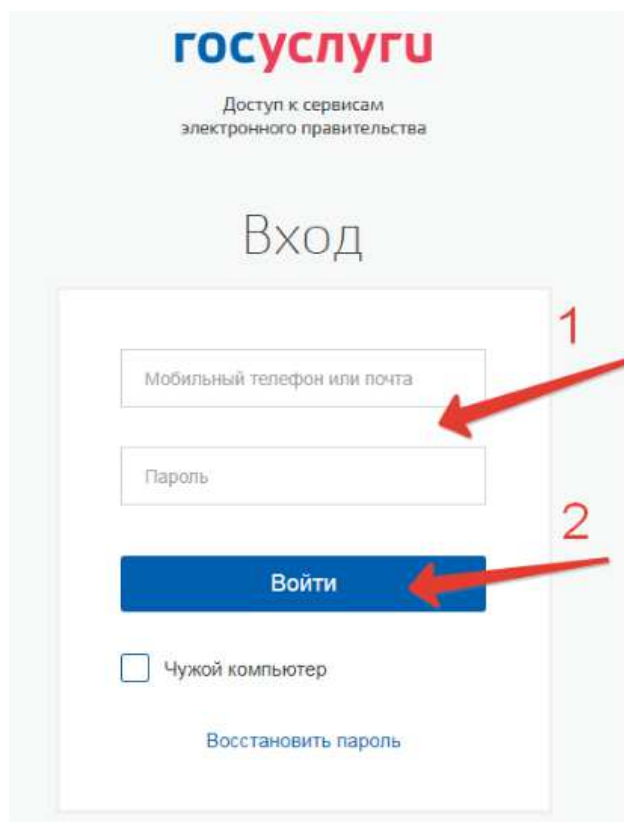 госуслуги
Доступ к сервисам
электронного правительства
Вход
1
Мобильный телефон или почта
Пароль
2
Войти
Чужой компьютер
Восстановить пароль